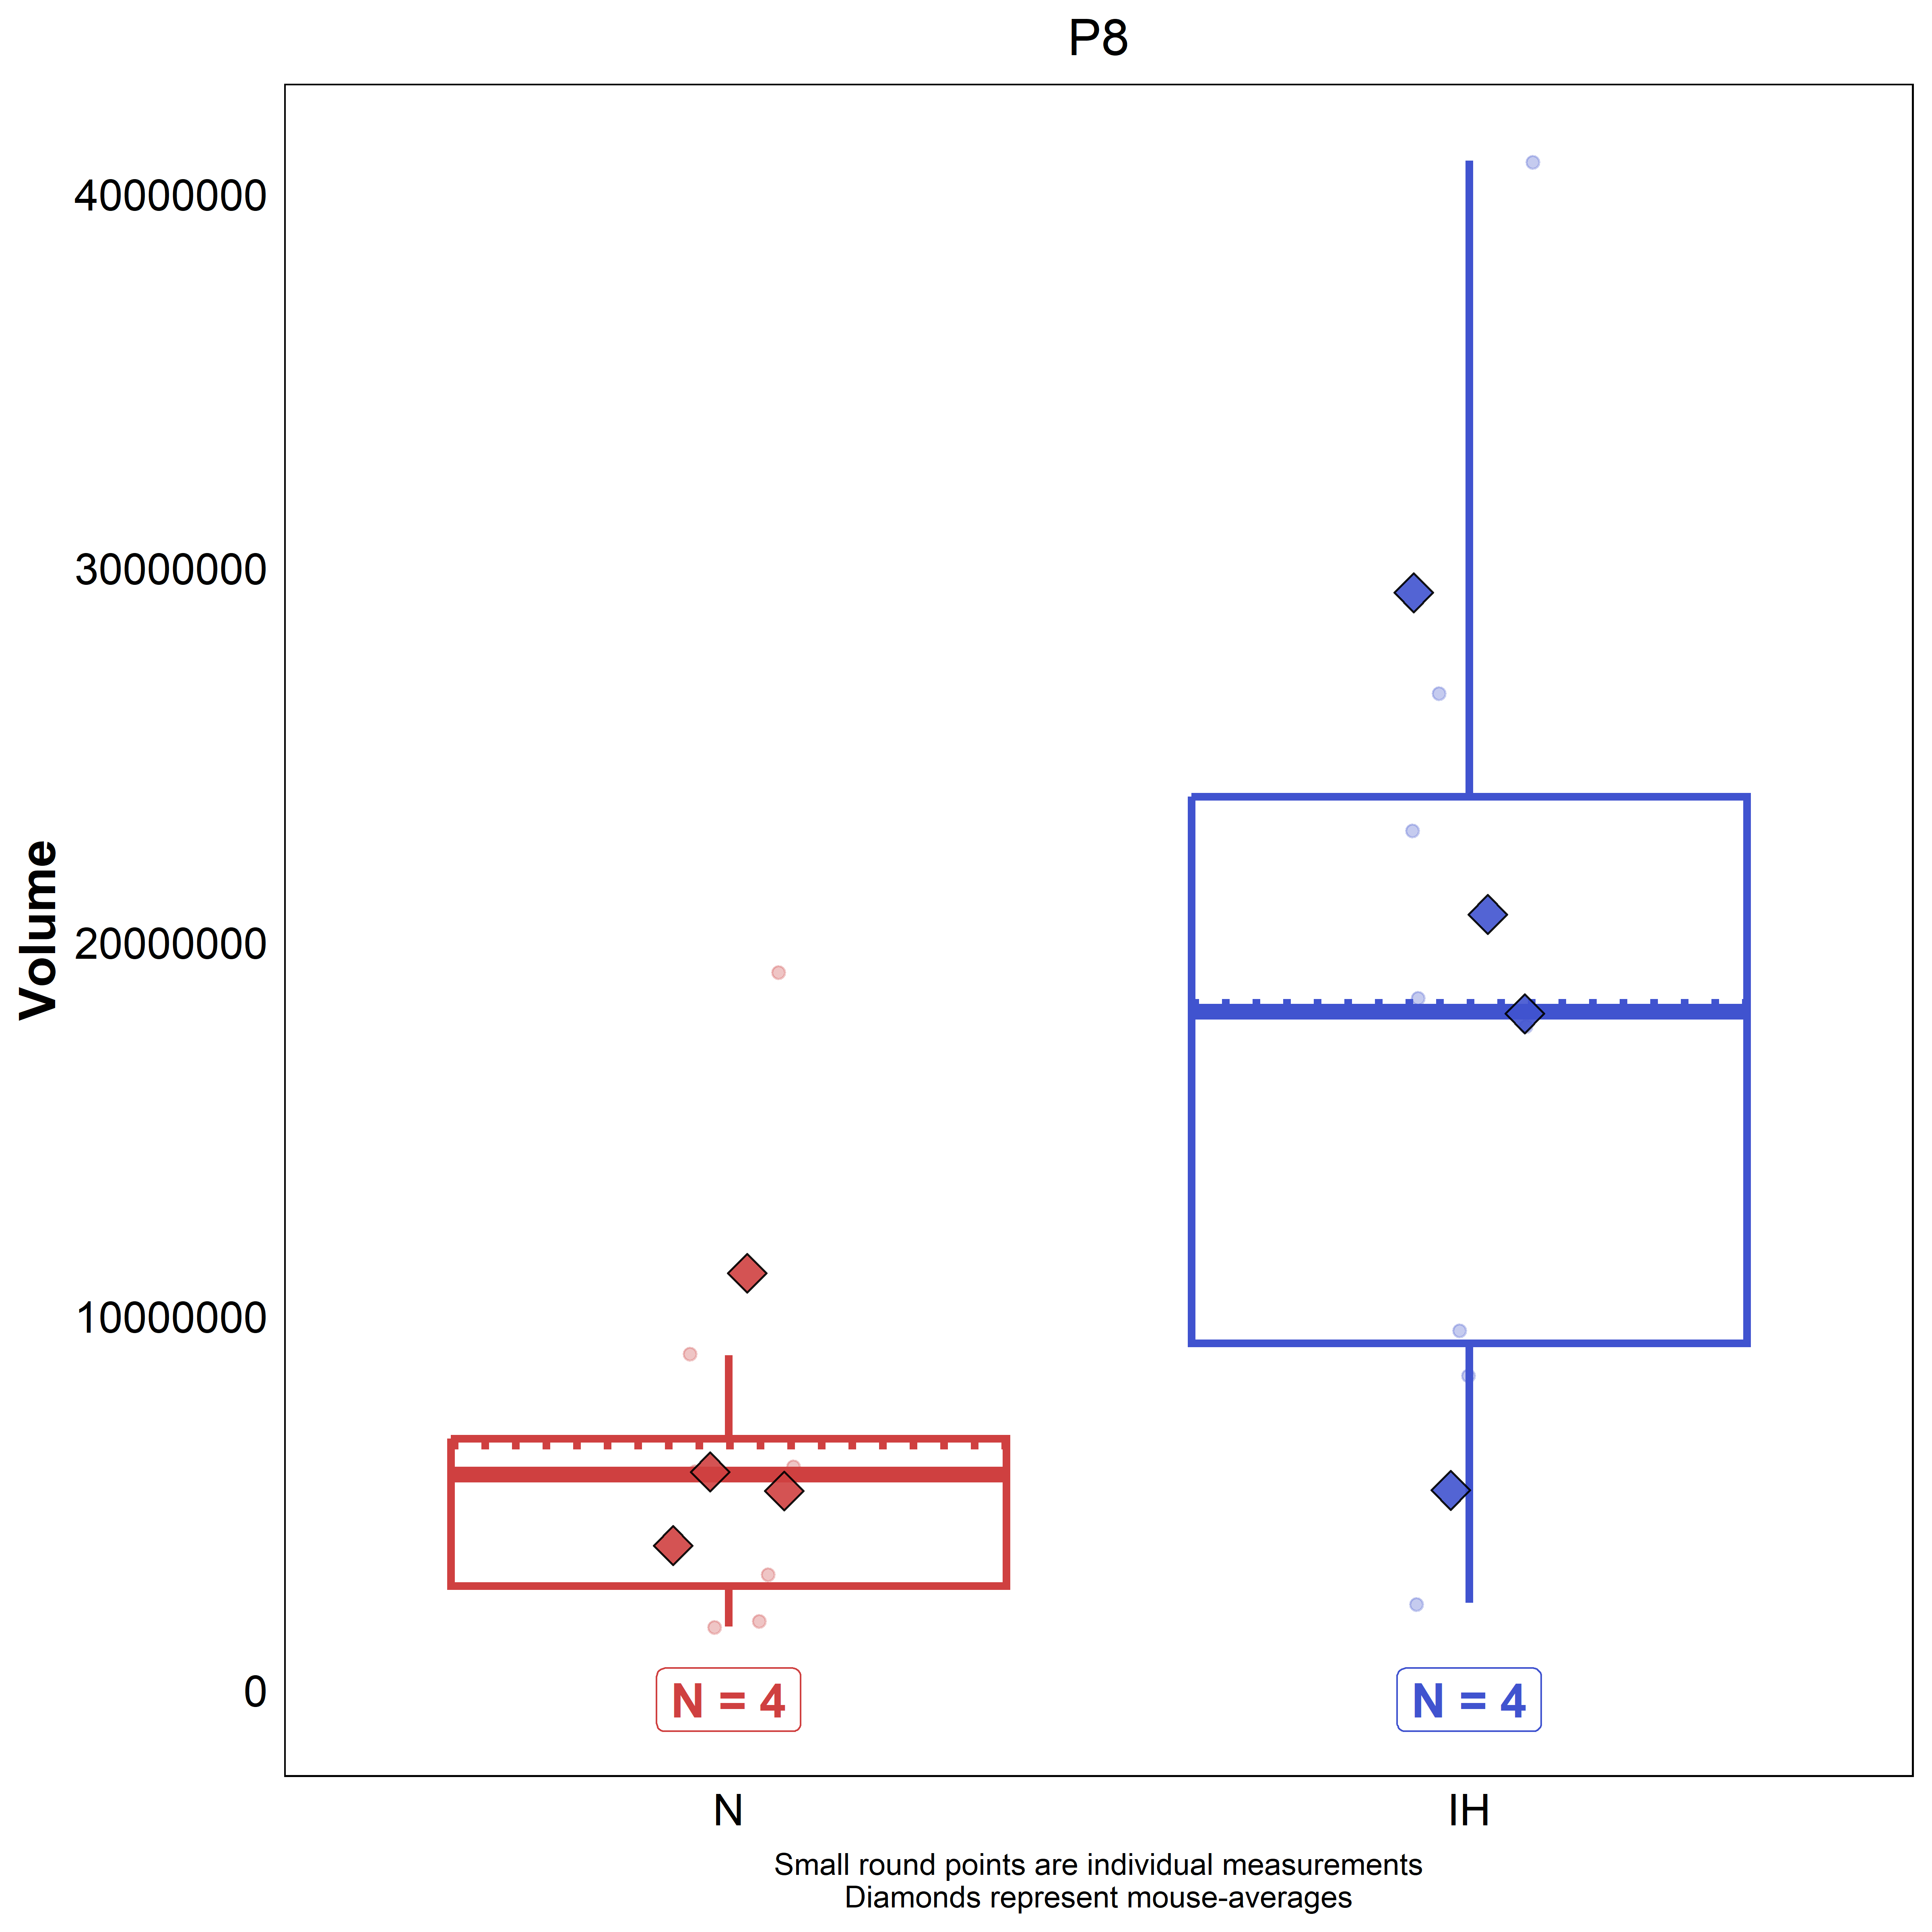 P8
40000000
30000000
20000000
10000000
0
Volume
N = 4
N = 4
N
IH
Small round points are individual measurements
Diamonds represent mouse-averages